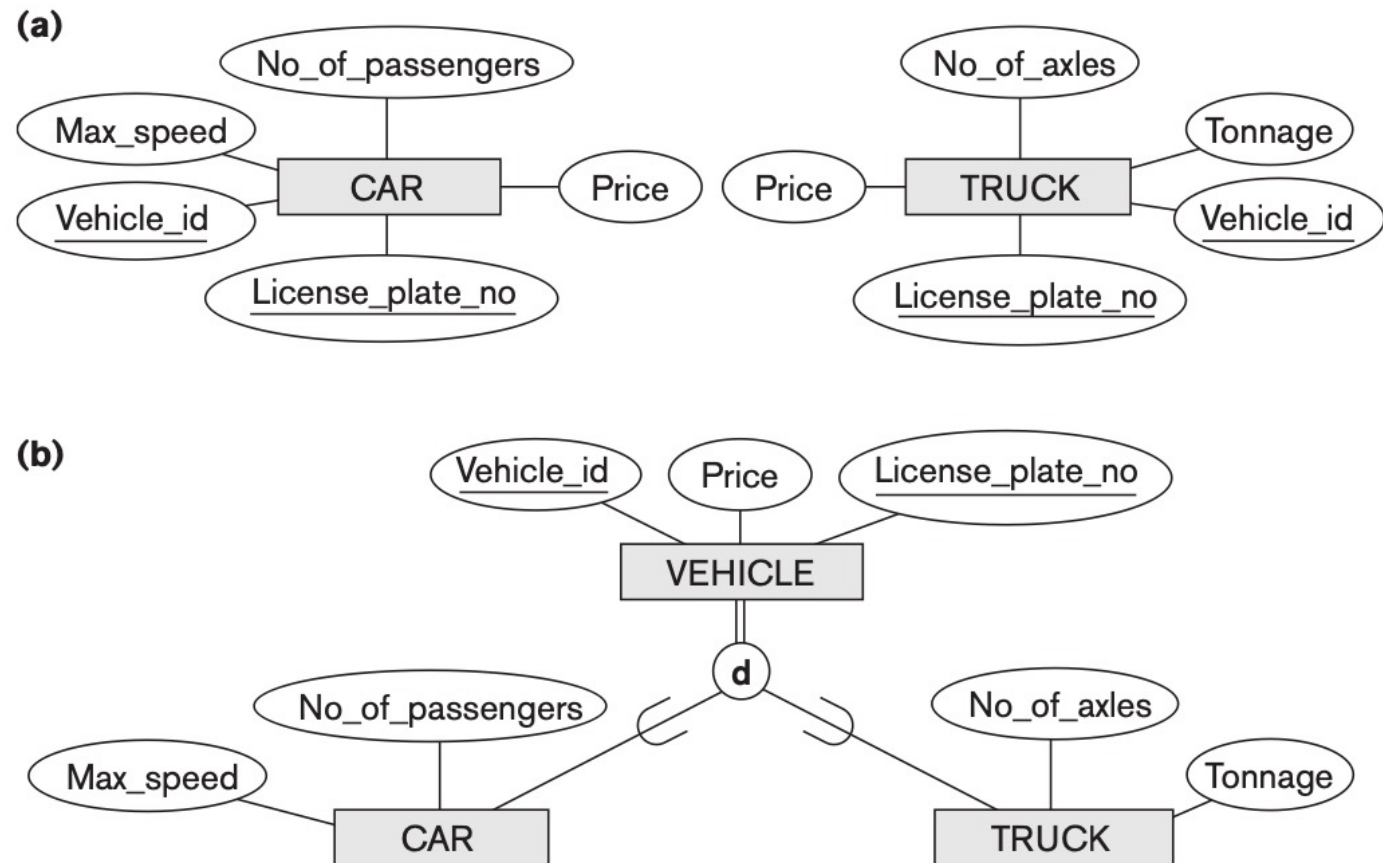 (a)
No_of_passengers
No_of_axles
Max_speed
Tonnage
CAR
Price
Price
TRUCK
Vehicle_id
Vehicle_id
License_plate_no
License_plate_no
(b)
Vehicle_id
Price
License_plate_no
VEHICLE
d
No_of_passengers
No_of_axles
Max_speed
Tonnage
CAR
TRUCK